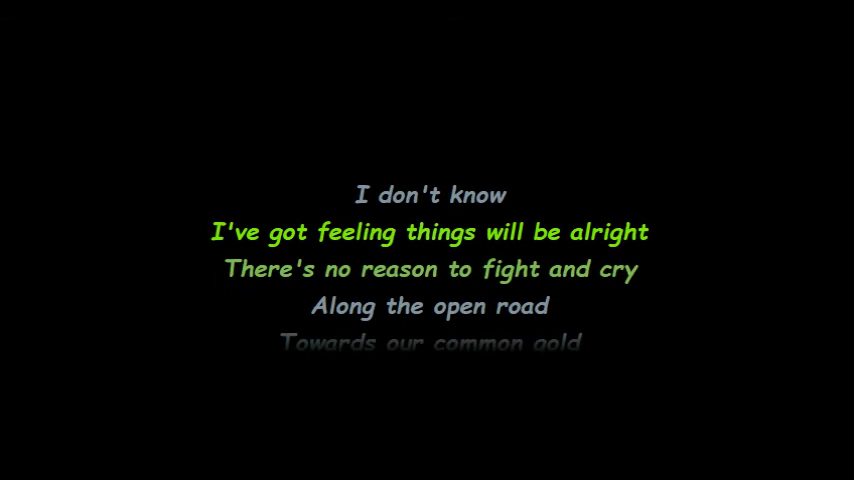 I don't know
I've got feeling things will be alright
There's no reason to fight and cry
Along the open road
Towards our common gold